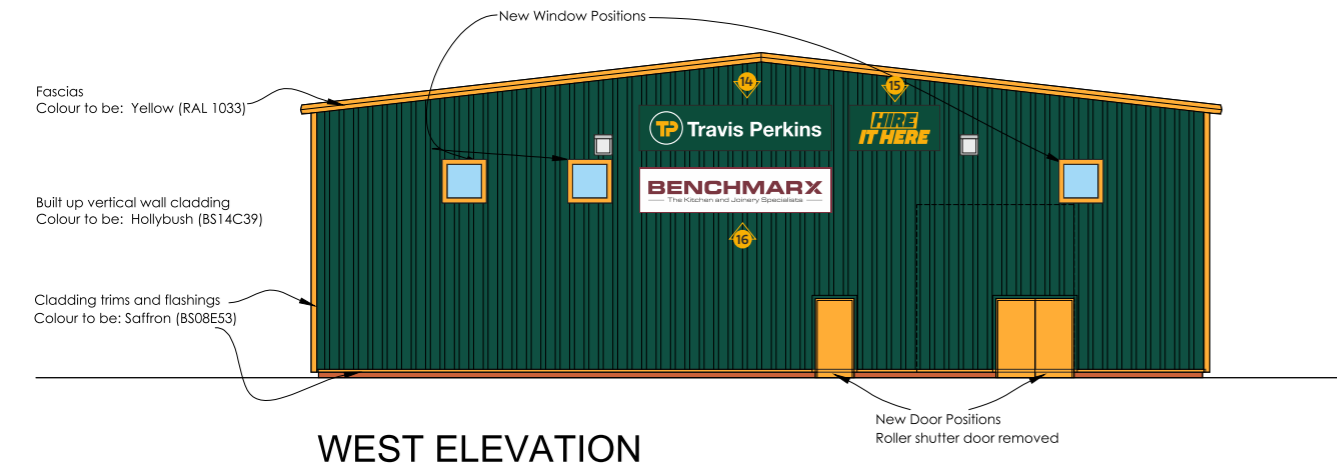 New Window Positions
Fascias
Colour to be: Yellow (RAL 1033)
14
15
TP Travis Perkins
HIRE
IT HERE
BENCHMARX
The Kitchen and Joinery Specialists
Built up vertical wall cladding
Colour to be: Hollybush (BS14C39)
16
Cladding trims and flashings
Colour to be: Saffron (BS08E53)
New Door Positions
Roller shutter door removed
WEST ELEVATION